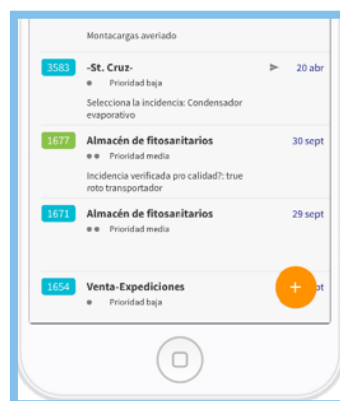 Montacargas averiado
3583 -St. Cruz- 20 abr
Prioridad baja
Selecciona la incidencia: Condensador
evaporativo
1677 Almacén de fitosanitarios 30 sept
Prioridad media
Incidencia verificada pro calidad?: true
roto transportador
1671 Almacén de fitosanitarios 29 sept
Prioridad media
1654 Venta-Expediciones
Prioridad baja